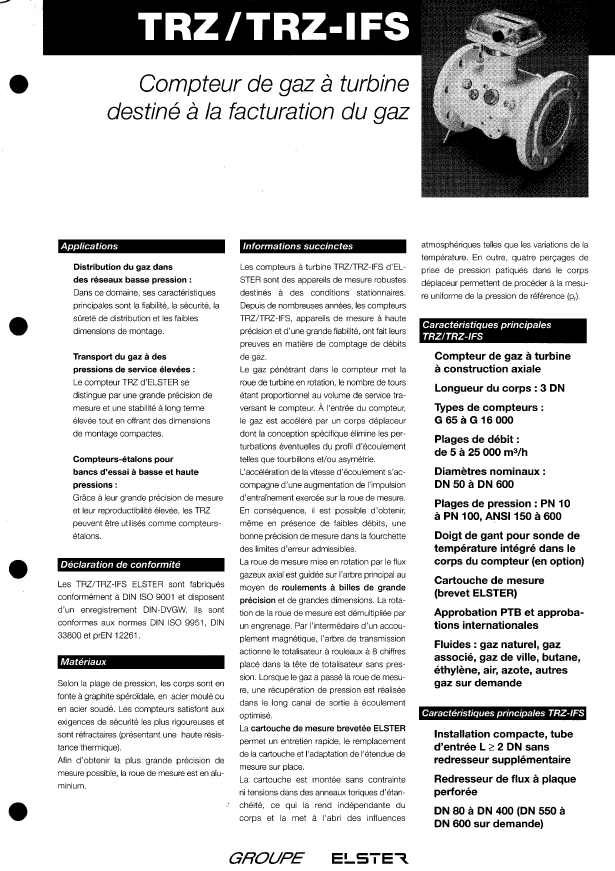 TRZ/TRZ-IFS
Compteur de gaz à turbine
destiné à la facturation du gaz
Applications
Distribution du gaz dans
des réseaux basse pression :
Dans ce domaine, ses caractéristiques
principales sont la fiabilité, la sécurité, la
sûreté de distribution et les faibles
dimensions de montage.
Transport du gaz à des
pressions de service élevées :
Le compteur TRZ d'ELSTER se
distingue par une grande précision de
mesure et une stabilité à long terme
élevée tout en offrant des dimensions
de montage compactes.
Compteurs-étalons pour
bancs d'essai à basse et haute
pressions :
Grâce à leur grande précision de mesure
et leur reproductibilité élevée, les TRZ
peuvent être utilisés comme compteurs-
étalons.
Déclaration de conformité
Les TRZ/TRZ-IFS ELSTER sont fabriqués
conformément à DIN ISO 9001 et disposent
d'un enregistrement DIN-DVGW. Ils sont
conformes aux normes DIN ISO 9951, DIN
33800 et prEN 12261.
Matériaux
Selon la plage de pression, les corps sont en
fonte à graphite spéroïdale, en acier moulé ou
en acier soudé. Les compteurs satisfont aux
exigences de sécurité les plus rigoureuses et
sont réfractaires (présentant une haute résis-
tance thermique).
Afin d'obtenir la plus grande précision de
mesure possible, la roue de mesure est en alu-
minium.
Informations succinctes
Les compteurs à turbine TRZ/TRZ-IFS d'EL-
STER sont des appareils de mesure robustes
destinés à des conditions stationnaires.
Depuis de nombreuses années, les compteurs
TRZ/TRZ-IFS, appareils de mesure à haute
précision et d'une grande fiabilité, ont fait leurs
preuves en matière de comptage de débits
de gaz.
Le gaz pénétrant dans le compteur met la
roue de turbine en rotation, le nombre de tours
étant proportionnel au volume de service tra-
versant le compteur. À l'entrée du compteur,
le gaz est accéléré par un corps déplaceur
dont la conception spécifique élimine les per-
turbations éventuelles du profil d'écoulement
telles que tourbillons et/ou asymétrie.
L'accélération de la vitesse d'écoulement s'ac-
compagne d'une augmentation de l'impulsion
d'entraînement exercée sur la roue de mesure.
En conséquence, il est possible d'obtenir,
même en présence de faibles débits, une
bonne précision de mesure dans la fourchette
des limites d'erreur admissibles.
La roue de mesure mise en rotation par le flux
gazeux axial est guidée sur l'arbre principal au
moyen de roulements à billes de grande
précision et de grandes dimensions. La rota-
tion de la roue de mesure est démultipliée par
un engrenage. Par l'intermédiaire d'un accou-
plement magnétique, l'arbre de transmission
actionne le totalisateur à rouleaux à 8 chiffres
placé dans la tête de totalisateur sans pres-
sion. Lorsque le gaz a passé la roue de mesu-
re, une récupération de pression est réalisée
dans le long canal de sortie à écoulement
optimisé.
La cartouche de mesure brevetée ELSTER
permet un entretien rapide, le remplacement
de la cartouche et l'adaptation de l'étendue de
mesure sur place.
La cartouche est montée sans contrainte
ni tensions dans des anneaux toriques d'étan-
chéité, ce qui la rend indépendante du
corps et la met à l'abri des influences
atmosphériques telles que les variations de la
température. En outre, quatre perçages de
prise de pression patiqués dans le corps
déplaceur permettent de procéder à la mesu-
re uniforme de la pression de référence (pr).
Caractéristiques principales
TRZ/TRZ-IFS
Compteur de gaz à turbine
à construction axiale
Longueur du corps : 3 DN
Types de compteurs :
G 65 à G 16 000
Plages de débit :
de 5 à 25 000 m³/h
Diamètres nominaux :
DN 50 à DN 600
Plages de pression : PN 10
à PN 100, ANSI 150 à 600
Doigt de gant pour sonde de
température intégré dans le
corps du compteur (en option)
Cartouche de mesure
(brevet ELSTER)
Approbation PTB et approba-
tions internationales
Fluides : gaz naturel, gaz
associé, gaz de ville, butane,
éthylène, air, azote, autres
gaz sur demande
Caractéristiques principales TRZ-IFS
Installation compacte, tube
d'entrée L ≥ 2 DN sans
redresseur supplémentaire
Redresseur de flux à plaque
perforée
DN 80 à DN 400 (DN 550 à
DN 600 sur demande)
GROUPE ELSTER